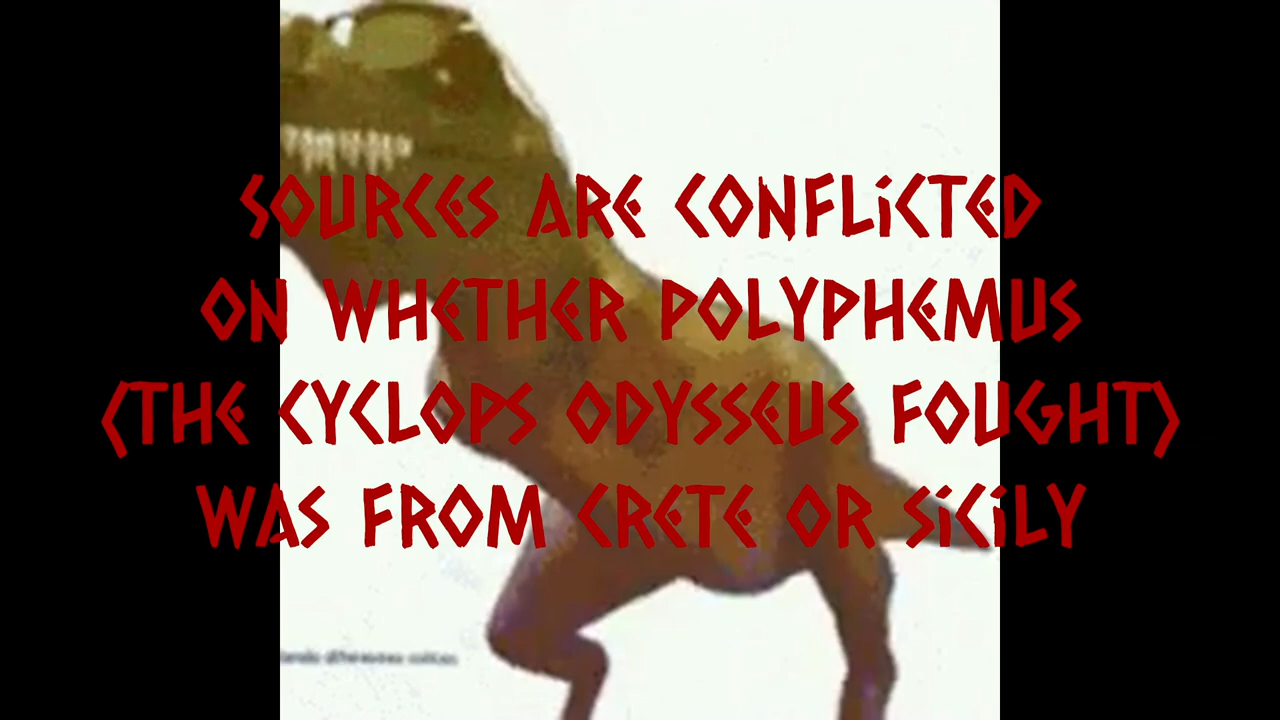 SOURCES ARE CONFLICTED
ON WHETHER POLYPHEMUS
(THE CYCLOPS ODYSSEUS FOUGHT)
WAS FROM CRETE OR SICILY